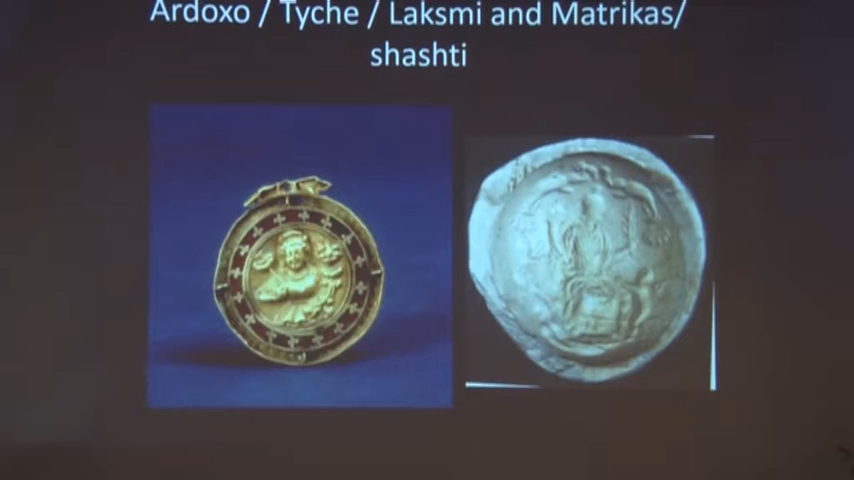 Ardoxo / Tyche / Laksmi and Matrikas/
shashti